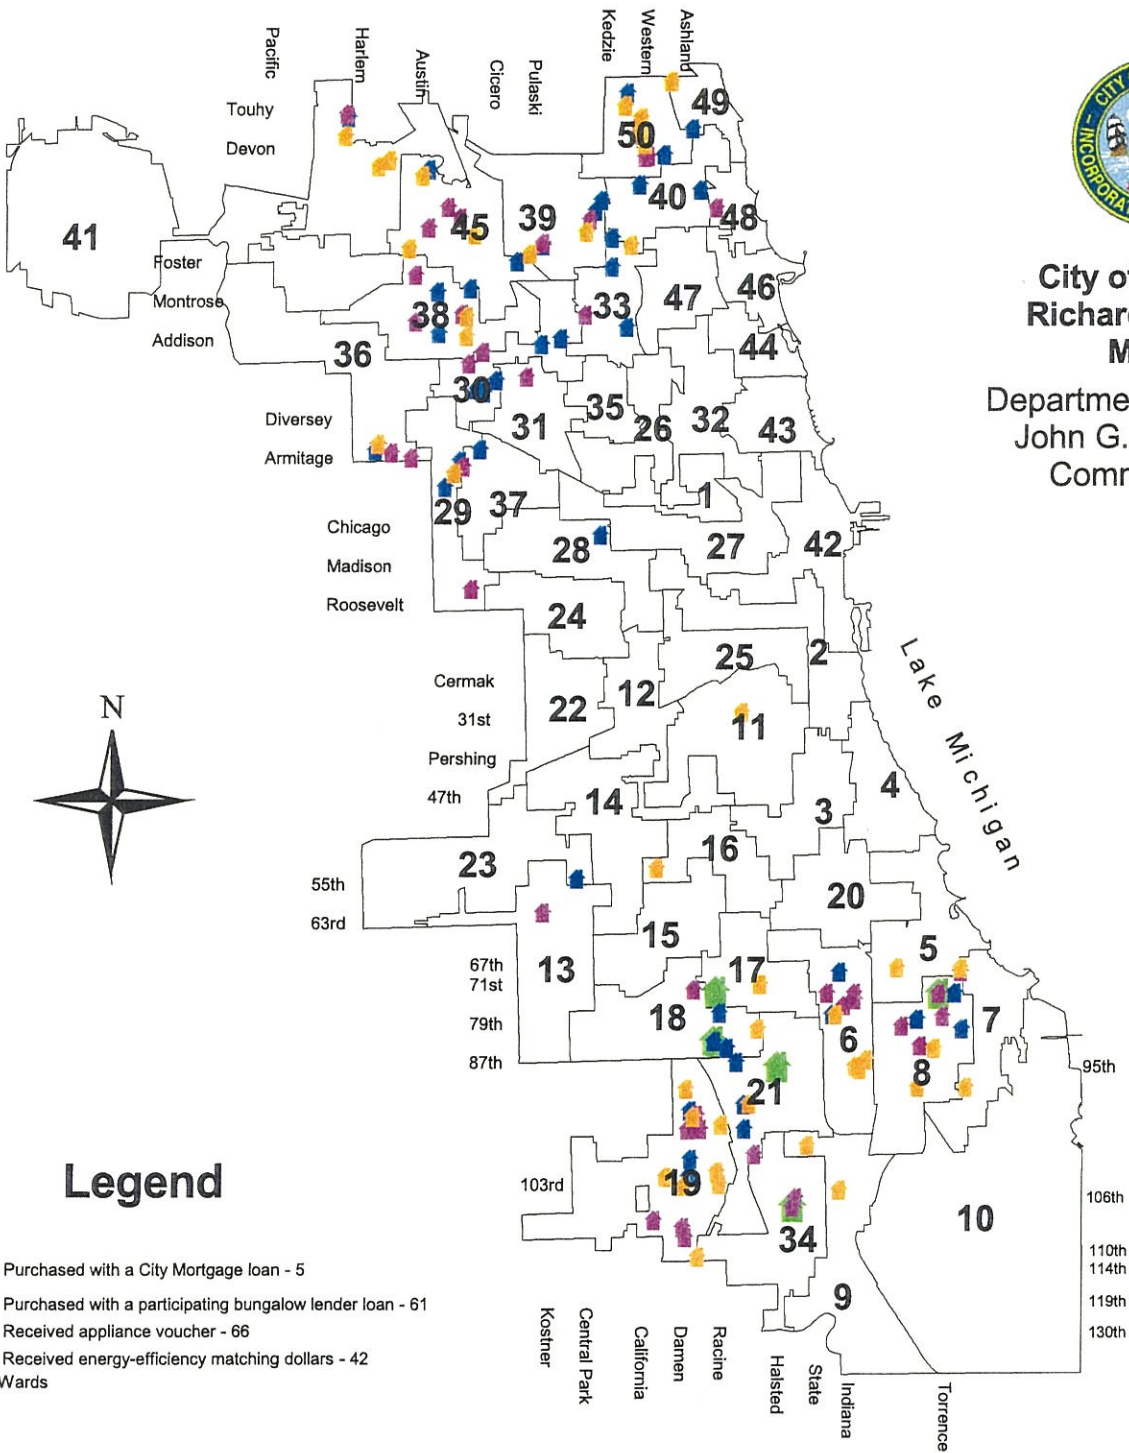 Pacific
Harlem
Austin
Cicero
Pulaski
Kedzie
Western
Ashland
CITY OF
INCORPORA
Touhy
Devon
Foster
Montrose
Addison
Diversey
Armitage
Chicago
Madison
Roosevelt
Cermak
31st
Pershing
47th
55th
63rd
67th
71st
79th
87th
103rd
95th
106th
110th
114th
119th
130th
41
45
39
50
49
40
48
38
33
47
46
36
44
30
31
35
26
32
43
29
37
1
28
27
42
24
2
25
12
22
11
14
3
4
23
16
20
15
5
13
17
18
6
7
8
21
19
34
10
9
Lake Michigan
N
City of
Richar
M
Departme
John G.
Comm
Legend
Purchased with a City Mortgage loan - 5
Purchased with a participating bungalow lender loan - 61
Received appliance voucher - 66
Received energy-efficiency matching dollars - 42
Wards
Kostner
Central Park
California
Damen
Racine
Halsted
State
Indiana
Torrence